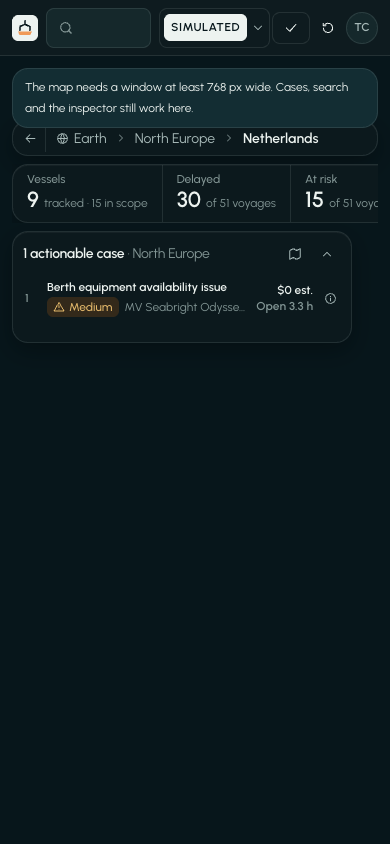 SIMULATED
TC
The map needs a window at least 768 px wide. Cases, search
and the inspector still work here.
Earth > North Europe > Netherlands
Vessels
9 tracked · 15 in scope
Delayed
30 of 51 voyages
At risk
15 of 51
1 actionable case · North Europe
1
Berth equipment availability issue
Medium
MV Seabright Odysse…
$0 est.
Open 3.3 h